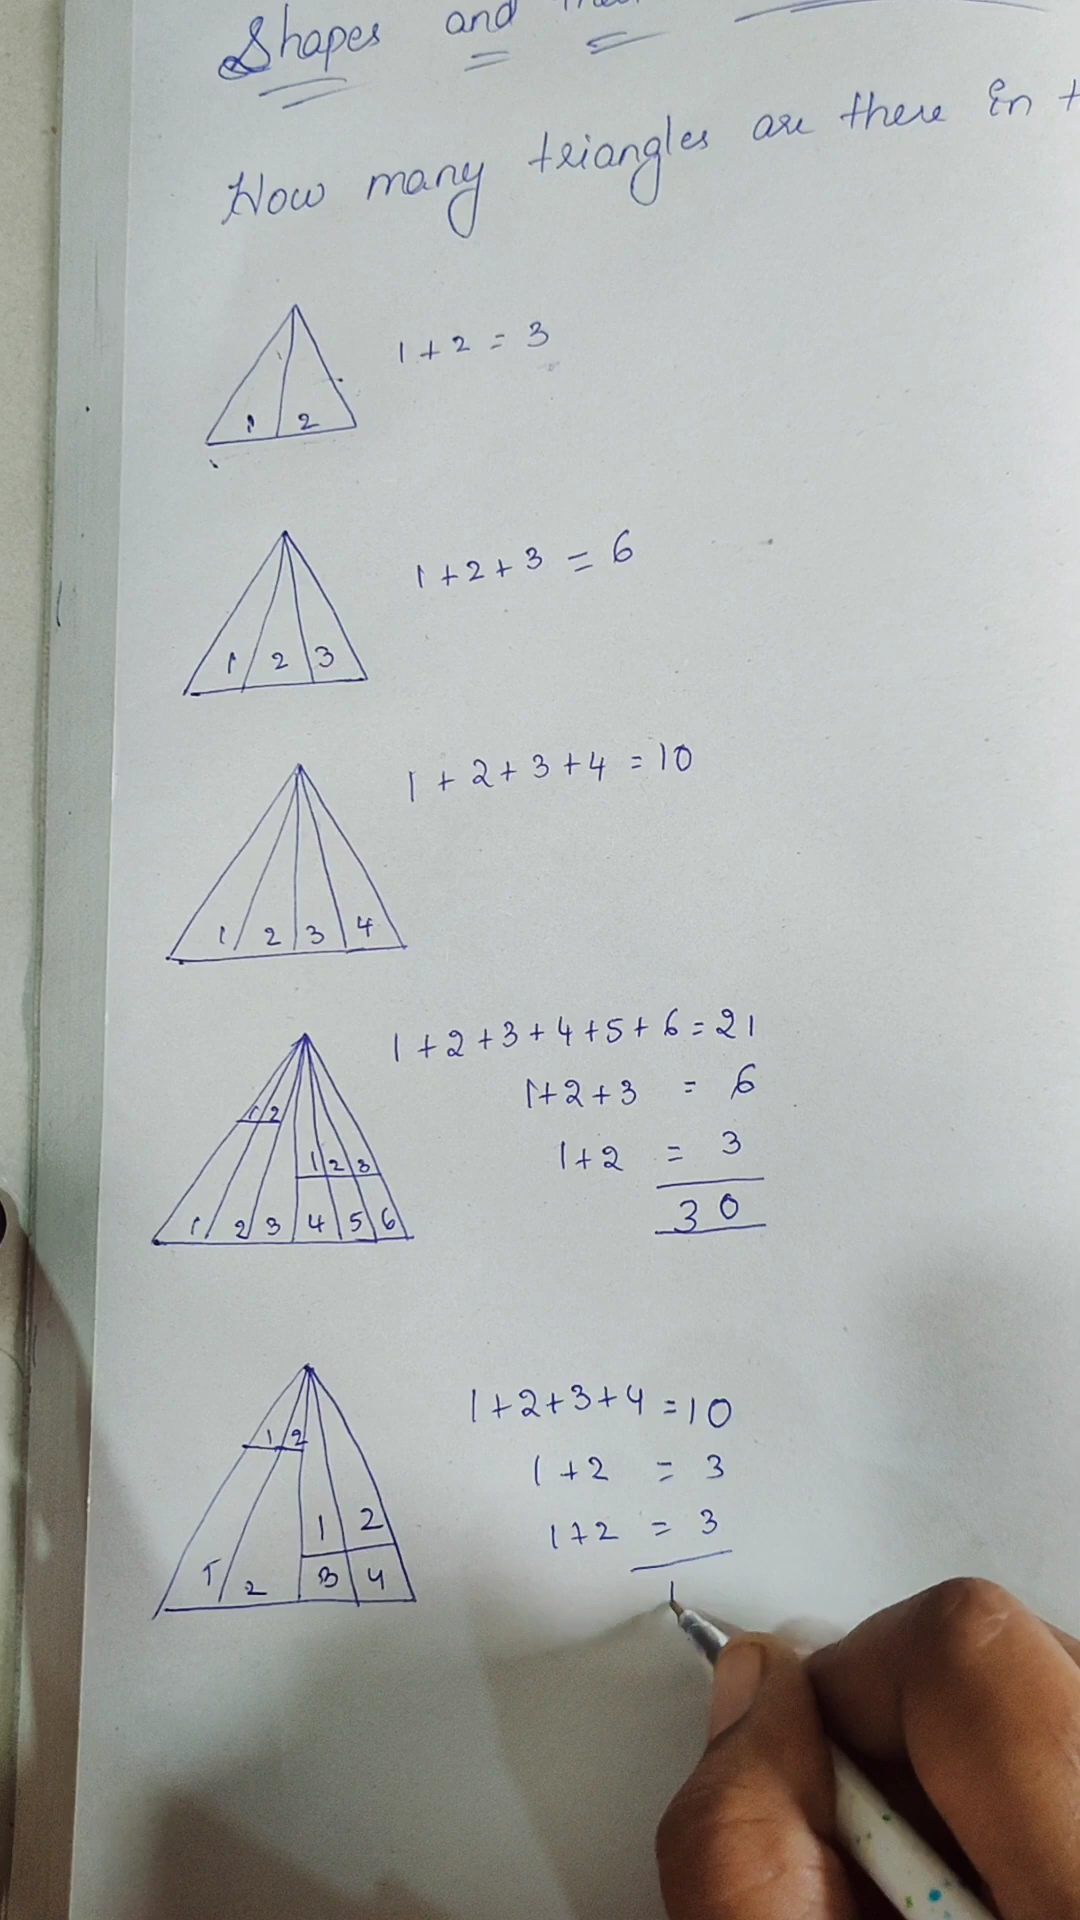 Shapes and
How many triangles are there in
1 + 2 = 3
1 2
1 + 2 + 3 = 6
1 2 3
1 + 2 + 3 + 4 = 10
1 2 3 4
1 + 2 + 3 + 4 + 5 + 6 = 21
1 + 2 + 3 = 6
1 2
1 + 2 = 3
1 2 3
30
1 2 3 4 5 6
1 + 2 + 3 + 4 = 10
1 2
1 + 2 = 3
1 2
1 + 2 = 3
1 2 3 4
1